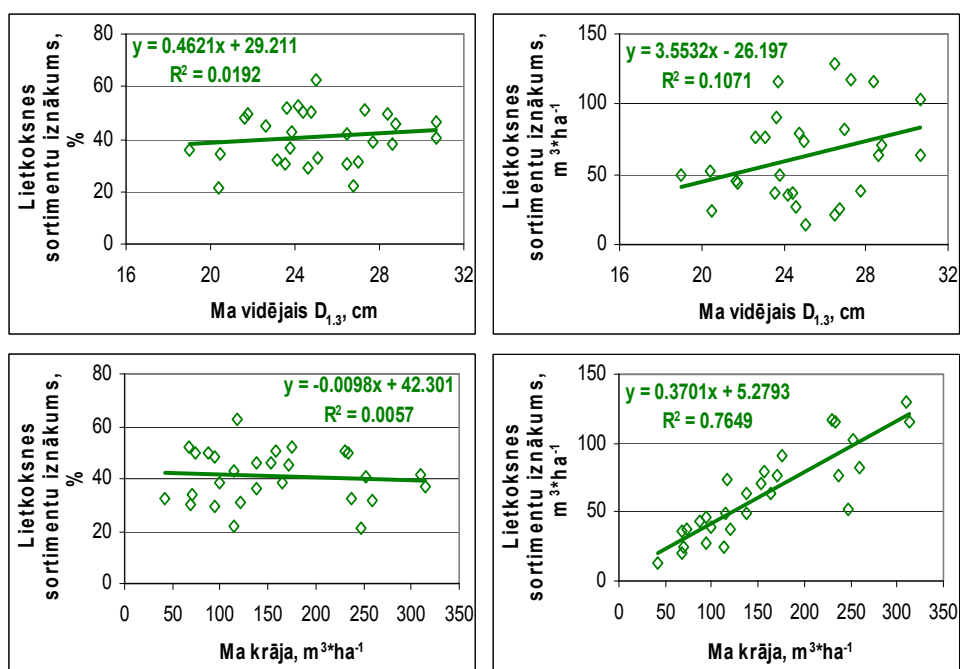 Lietkoksnes
sortimentu iznākums,
%
80
60
40
20
0
y = 0.4621x + 29.211
R² = 0.0192
16 20 24 28 32
Ma vidējais D₁.₃, cm
Lietkoksnes
sortimentu iznākums,
m³*ha⁻¹
150
100
50
0
y = 3.5532x - 26.197
R² = 0.1071
16 20 24 28 32
Ma vidējais D₁.₃, cm
Lietkoksnes
sortimentu iznākums,
%
80
60
40
20
0
y = -0.0098x + 42.301
R² = 0.0057
0 50 100 150 200 250 300 350
Ma krāja, m³*ha⁻¹
Lietkoksnes
sortimentu iznākums,
m³*ha⁻¹
150
100
50
0
y = 0.3701x + 5.2793
R² = 0.7649
0 50 100 150 200 250 300 350
Ma krāja, m³*ha⁻¹